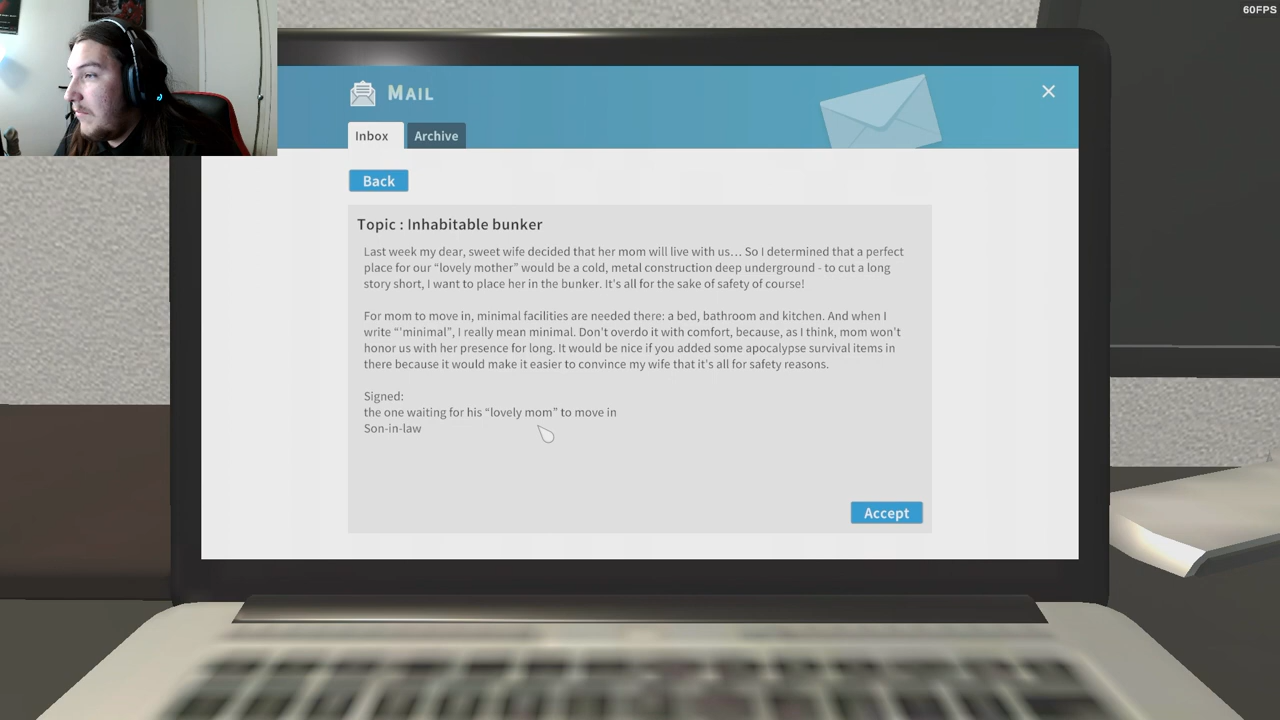 60FPS
MAIL
Inbox
Archive
Back
Topic : Inhabitable bunker
Last week my dear, sweet wife decided that her mom will live with us... So I determined that a perfect
place for our “lovely mother” would be a cold, metal construction deep underground - to cut a long
story short, I want to place her in the bunker. It's all for the sake of safety of course!
For mom to move in, minimal facilities are needed there: a bed, bathroom and kitchen. And when I
write “'minimal”, I really mean minimal. Don't overdo it with comfort, because, as I think, mom won't
honor us with her presence for long. It would be nice if you added some apocalypse survival items in
there because it would make it easier to convince my wife that it's all for safety reasons.
Signed:
the one waiting for his “lovely mom” to move in
Son-in-law
Accept